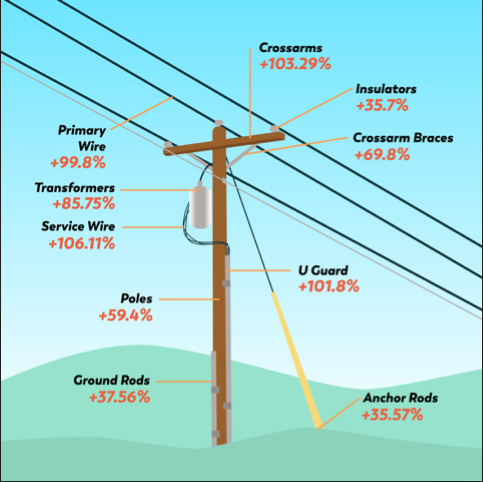 Crossarms
+103.29%
Insulators
+35.7%
Primary
Wire
+99.8%
Crossarm Braces
+69.8%
Transformers
+85.75%
Service Wire
+106.11%
U Guard
+101.8%
Poles
+59.4%
Ground Rods
+37.56%
Anchor Rods
+35.57%